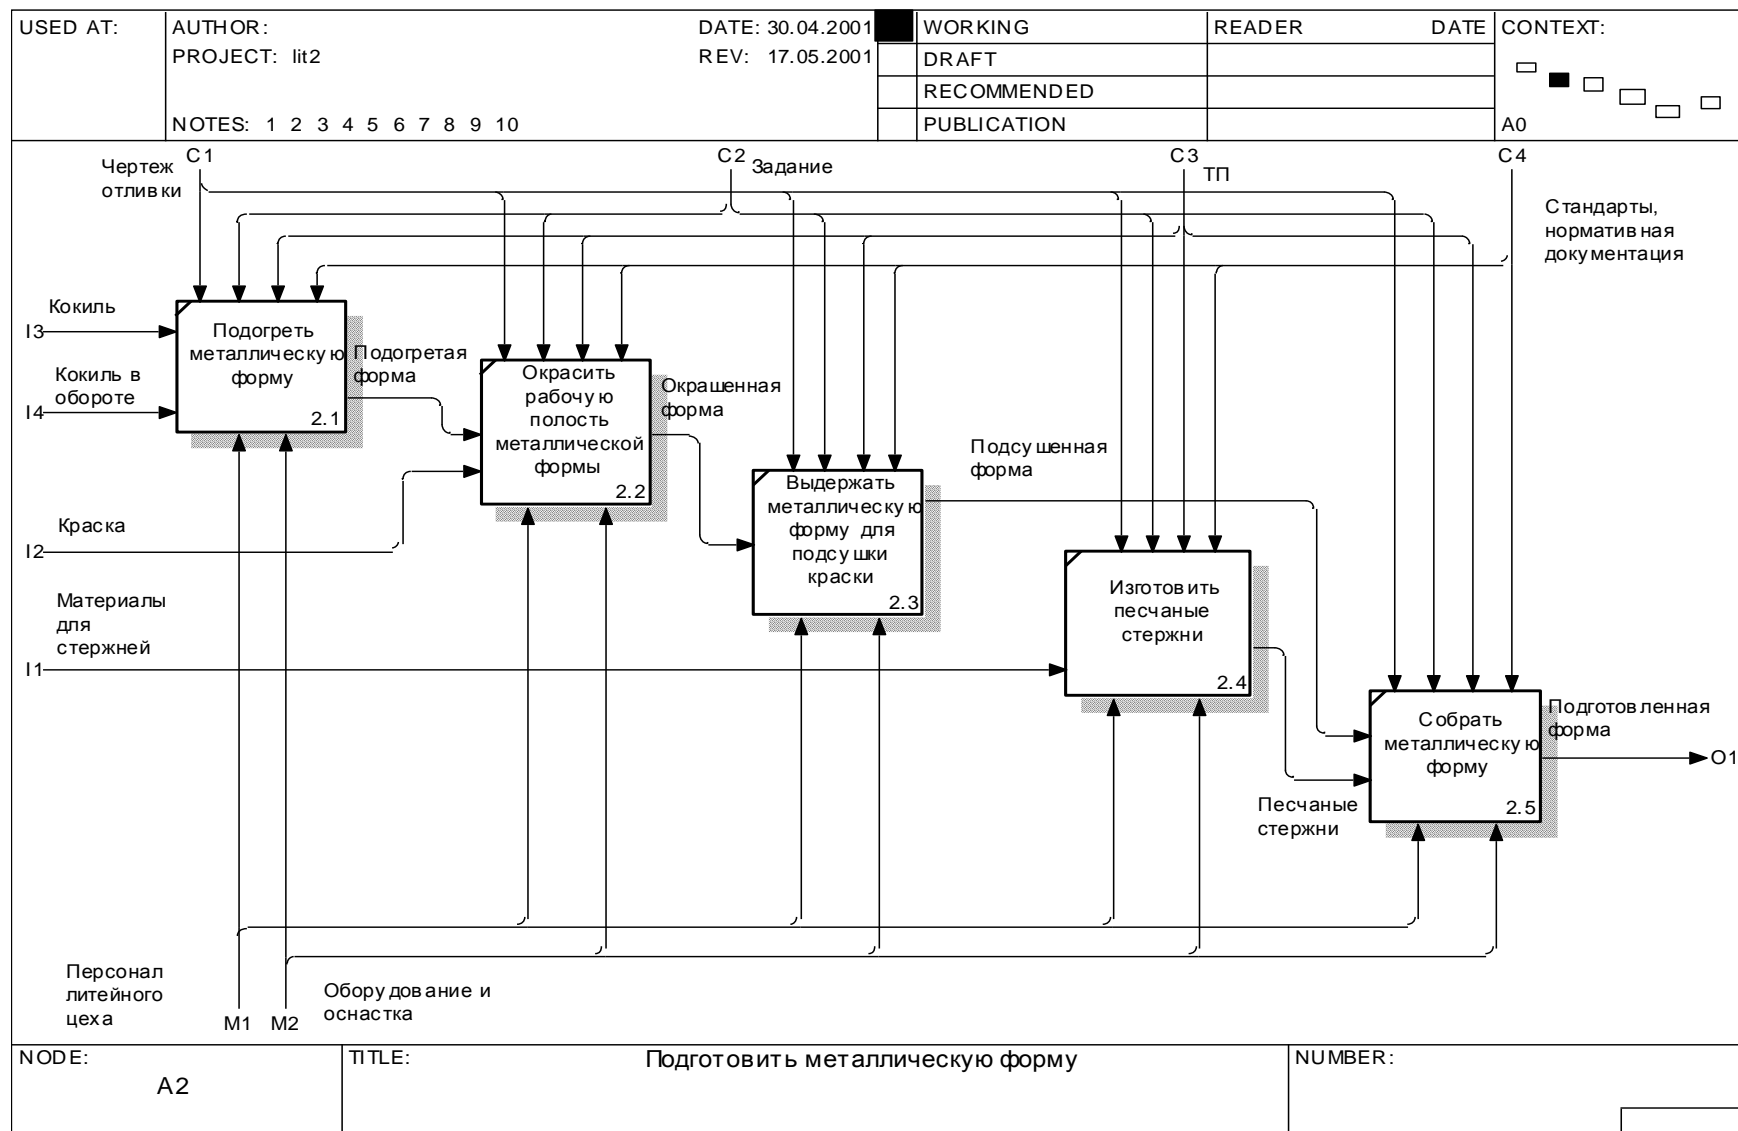 USED AT:
AUTHOR:
DATE: 30.04.2001
WORKING
READER
DATE
CONTEXT:
PROJECT: lit2
REV: 17.05.2001
DRAFT
RECOMMENDED
NOTES: 1 2 3 4 5 6 7 8 9 10
PUBLICATION
A0
C1
C2
C3
C4
Чертеж
отливки
Задание
ТП
Стандарты,
нормативная
документация
Кокиль
I3
Кокиль в
обороте
I4
Подогреть
металлическую
форму
2.1
Подогретая
форма
Окрасить
рабочую
полость
металлической
формы
2.2
Окрашенная
форма
Выдержать
металлическую
форму для
подсушки
краски
2.3
Подсушенная
форма
Краска
I2
Материалы
для
стержней
I1
Изготовить
песчаные
стержни
2.4
Собрать
металлическую
форму
2.5
Подготовленная
форма
O1
Песчаные
стержни
Персонал
литейного
цеха
M1
M2
Оборудование и
оснастка
NODE:
A2
TITLE:
Подготовить металлическую форму
NUMBER: